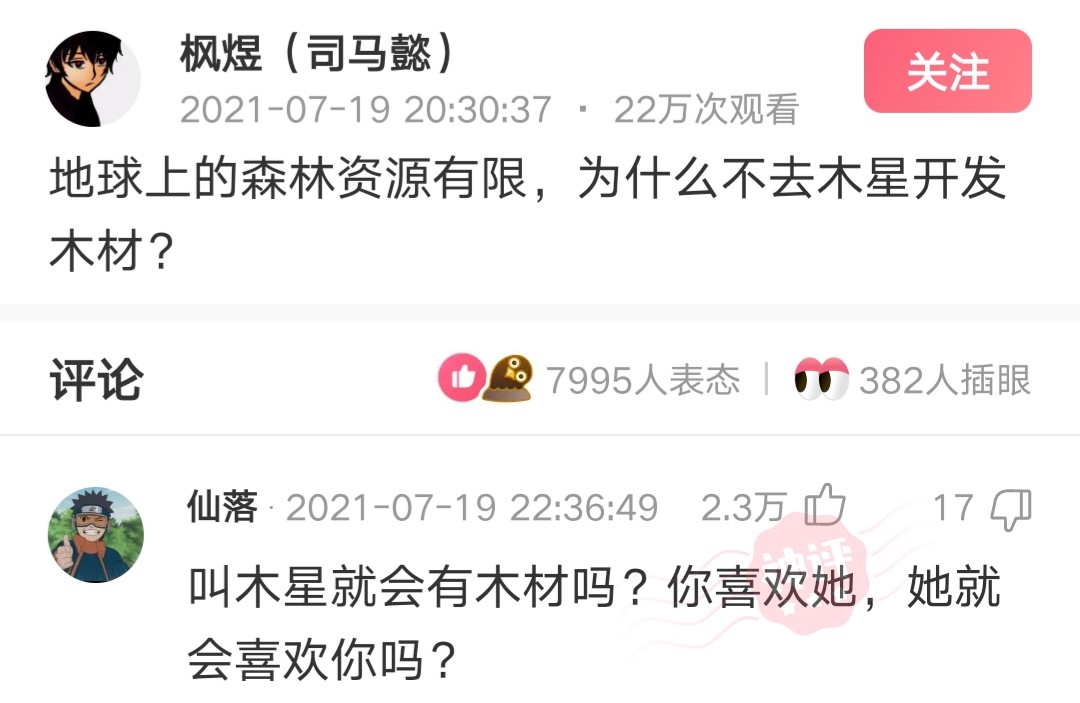 枫煜（司马懿）
关注
2021-07-19 20:30:37 · 22万次观看
地球上的森林资源有限，为什么不去木星开发
木材？
评论
7995人表态
382人插眼
仙落 · 2021-07-19 22:36:49 2.3万 17
神评
叫木星就会有木材吗？你喜欢她，她就
会喜欢你吗？